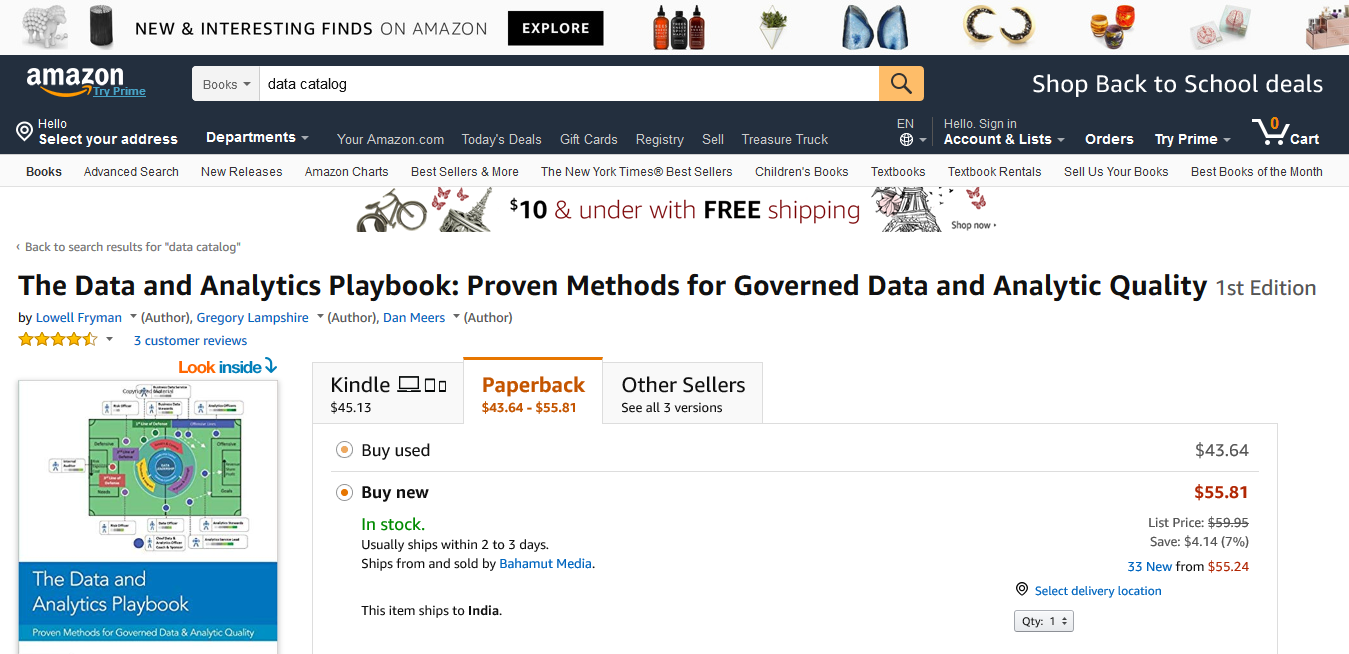 NEW & INTERESTING FINDS ON AMAZON EXPLORE
amazon
Try Prime
Books data catalog
Shop Back to School deals
Hello
Select your address
Departments
Your Amazon.com Today's Deals Gift Cards Registry Sell Treasure Truck
EN
Hello. Sign in
Account & Lists
Orders
Try Prime
0
Cart
Books Advanced Search New Releases Amazon Charts Best Sellers & More The New York Times® Best Sellers Children's Books Textbooks Textbook Rentals Sell Us Your Books Best Books of the Month
$10 & under with FREE shipping
Shop now ›
‹ Back to search results for "data catalog"
The Data and Analytics Playbook: Proven Methods for Governed Data and Analytic Quality 1st Edition
by Lowell Fryman (Author), Gregory Lampshire (Author), Dan Meers (Author)
3 customer reviews
Look inside
The Data and
Analytics Playbook
Proven Methods for Governed Data & Analytic Quality
Kindle
$45.13
Paperback
$43.64 - $55.81
Other Sellers
See all 3 versions
Buy used $43.64
Buy new $55.81
In stock.
Usually ships within 2 to 3 days.
Ships from and sold by Bahamut Media.
This item ships to India.
List Price: $59.95
Save: $4.14 (7%)
33 New from $55.24
Select delivery location
Qty: 1